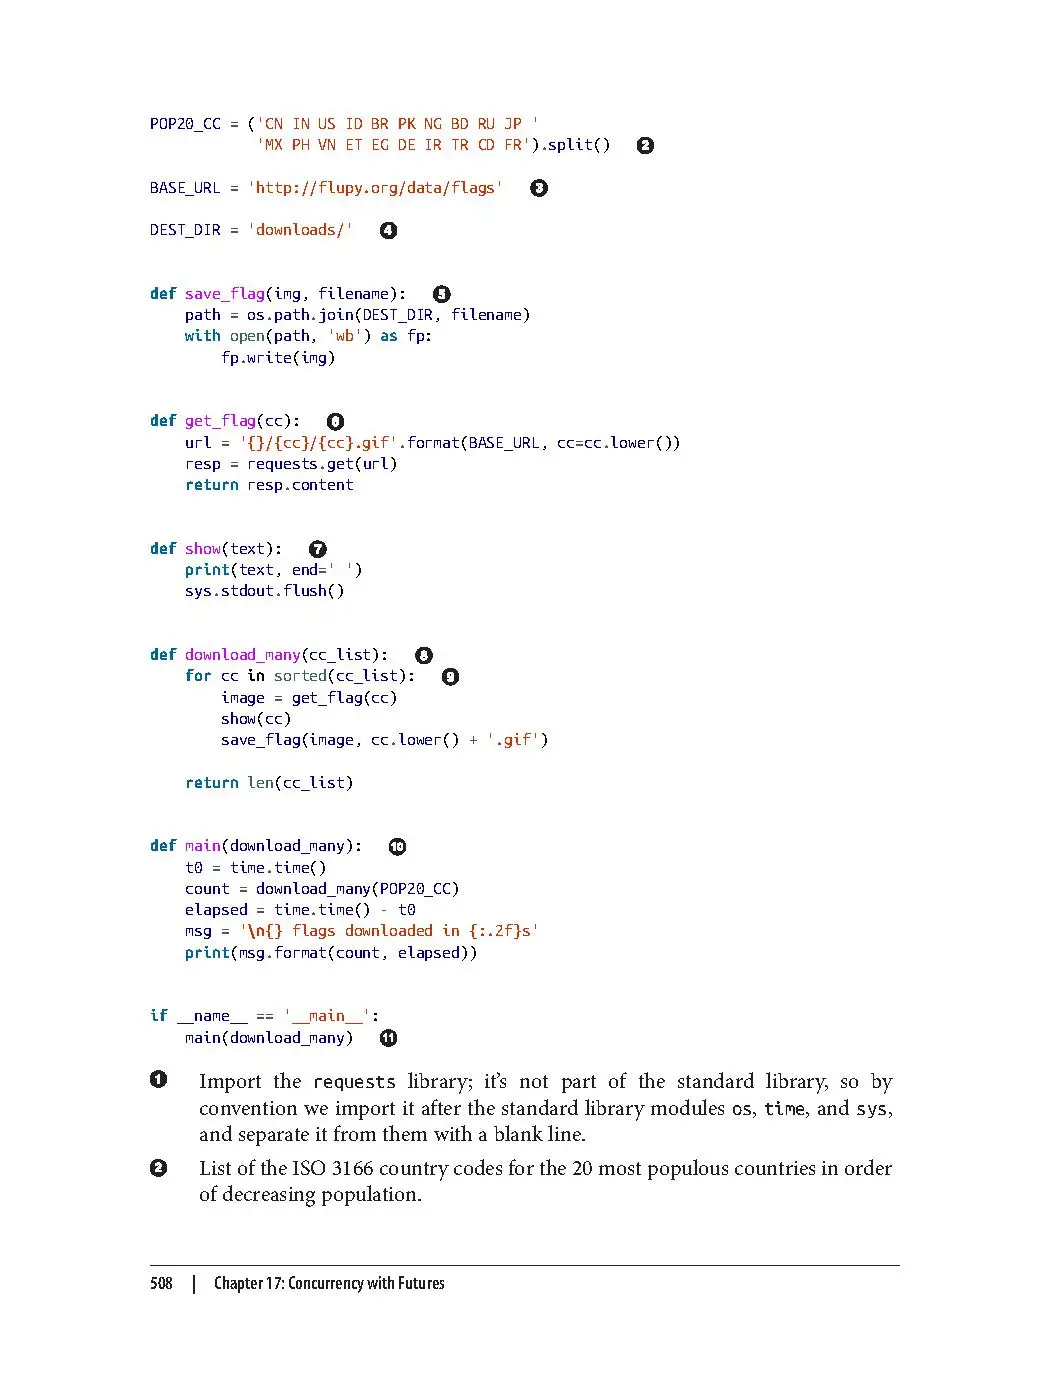 POP20_CC = ('CN IN US ID BR PK NG BD RU JP '
            'MX PH VN ET EG DE IR TR CD FR').split()   ❷
BASE_URL = 'http://flupy.org/data/flags'   ❸
DEST_DIR = 'downloads/'   ❹
def save_flag(img, filename):   ❺
    path = os.path.join(DEST_DIR, filename)
    with open(path, 'wb') as fp:
        fp.write(img)
def get_flag(cc):   ❻
    url = '{}/{cc}/{cc}.gif'.format(BASE_URL, cc=cc.lower())
    resp = requests.get(url)
    return resp.content
def show(text):   ❼
    print(text, end=' ')
    sys.stdout.flush()
def download_many(cc_list):   ❽
    for cc in sorted(cc_list):   ❾
        image = get_flag(cc)
        show(cc)
        save_flag(image, cc.lower() + '.gif')
    return len(cc_list)
def main(download_many):   ❿
    t0 = time.time()
    count = download_many(POP20_CC)
    elapsed = time.time() - t0
    msg = '\n{} flags downloaded in {:.2f}s'
    print(msg.format(count, elapsed))
if __name__ == '__main__':
    main(download_many)   ⓫
❶ Import the requests library; it’s not part of the standard library, so by
convention we import it after the standard library modules os, time, and sys,
and separate it from them with a blank line.
❷ List of the ISO 3166 country codes for the 20 most populous countries in order
of decreasing population.
508 | Chapter 17: Concurrency with Futures